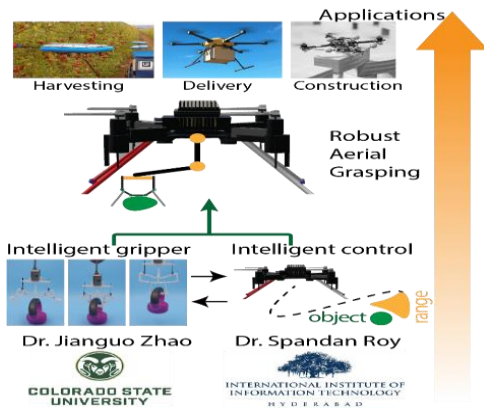 Applications
Harvesting
Delivery
Construction
Robust
Aerial
Grasping
Intelligent gripper
Intelligent control
object
range
Dr. Jianguo Zhao
Dr. Spandan Roy
COLORADO STATE
UNIVERSITY
INTERNATIONAL INSTITUTE OF
INFORMATION TECHNOLOGY
HYDERABAD